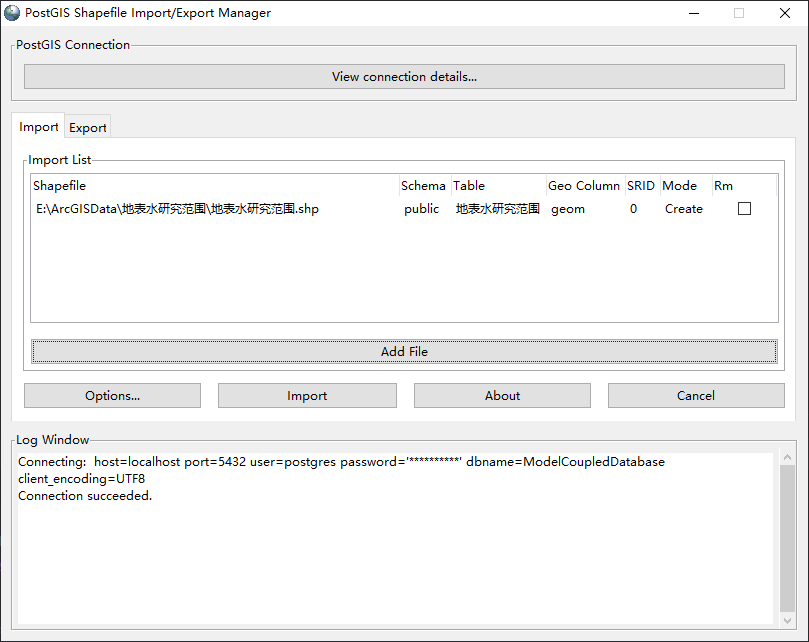 PostGIS Shapefile Import/Export Manager
PostGIS Connection
View connection details...
Import Export
Import List
Shapefile Schema Table Geo Column SRID Mode Rm
E:\ArcGISData\地表水研究范围\地表水研究范围.shp public 地表水研究范围 geom 0 Create
Add File
Options... Import About Cancel
Log Window
Connecting:  host=localhost port=5432 user=postgres password='**********' dbname=ModelCoupledDatabase
client_encoding=UTF8
Connection succeeded.